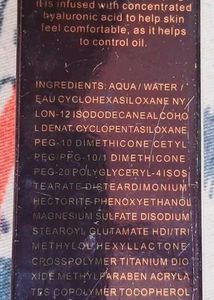 it is infused with concentrated
hyaluronic acid to help skin
feel comfortable, as it helps
to control oil.
INGREDIENTS: AQUA / WATER /
EAU CYCLOHEXASILOXANE NY
LON-12 ISODODECANE ALCOHO
L DENAT. CYCLOPENTASILOXANE
PEG-10 DIMETHICONE CETYL
PEG/PPG-10/1 DIMETHICONE
PEG-20 POLYGLYCERYL-4 ISOS
TEARATE DISTEARDIMONIUM
HECTORITE PHENOXYETHANOL
MAGNESIUM SULFATE DISODIUM
STEAROYL GLUTAMATE HDI/TRI
METHYLOL HEXYLLACTONE
CROSSPOLYMER TITANIUM DIO
XIDE METHYLPARABEN ACRYLA
TES COPOLYMER TOCOPHEROL